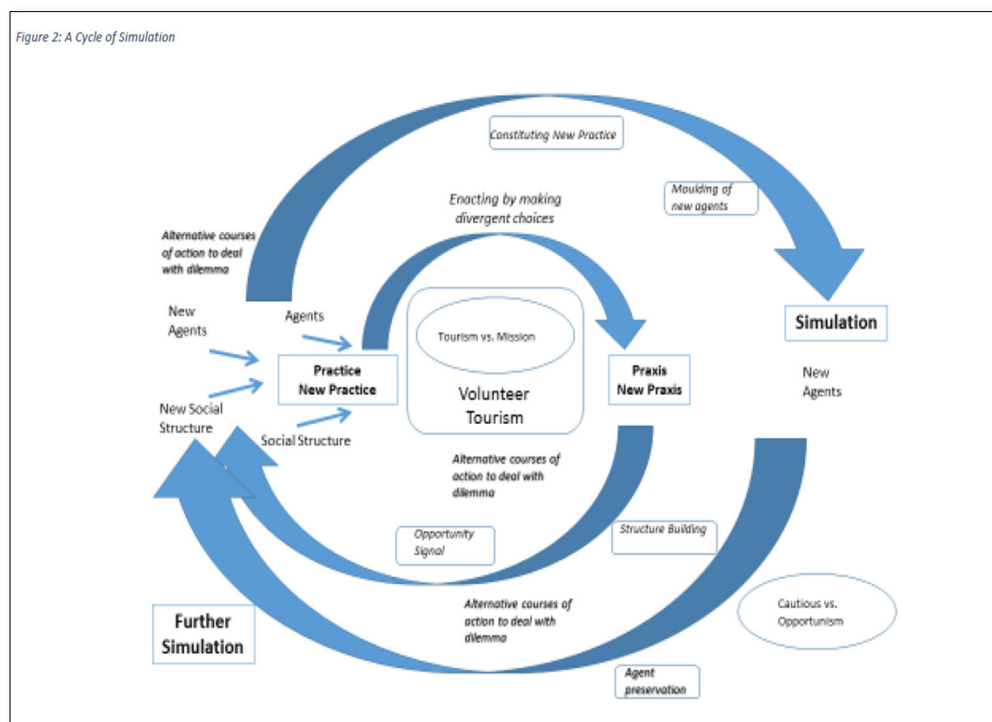 Figure 2: A Cycle of Simulation
Constituting New Practice
Moulding of
new agents
Enacting by making
divergent choices
Alternative courses
of action to deal
with dilemma
New
Agents
Agents
Tourism vs. Mission
Volunteer
Tourism
Practice
New Practice
Praxis
New Praxis
Simulation
New
Agents
New Social
Structure
Social Structure
Alternative courses of
action to deal with
dilemma
Opportunity
Signal
Structure Building
Alternative courses of
action to deal with
dilemma
Cautious vs.
Opportunism
Further
Simulation
Agent
preservation